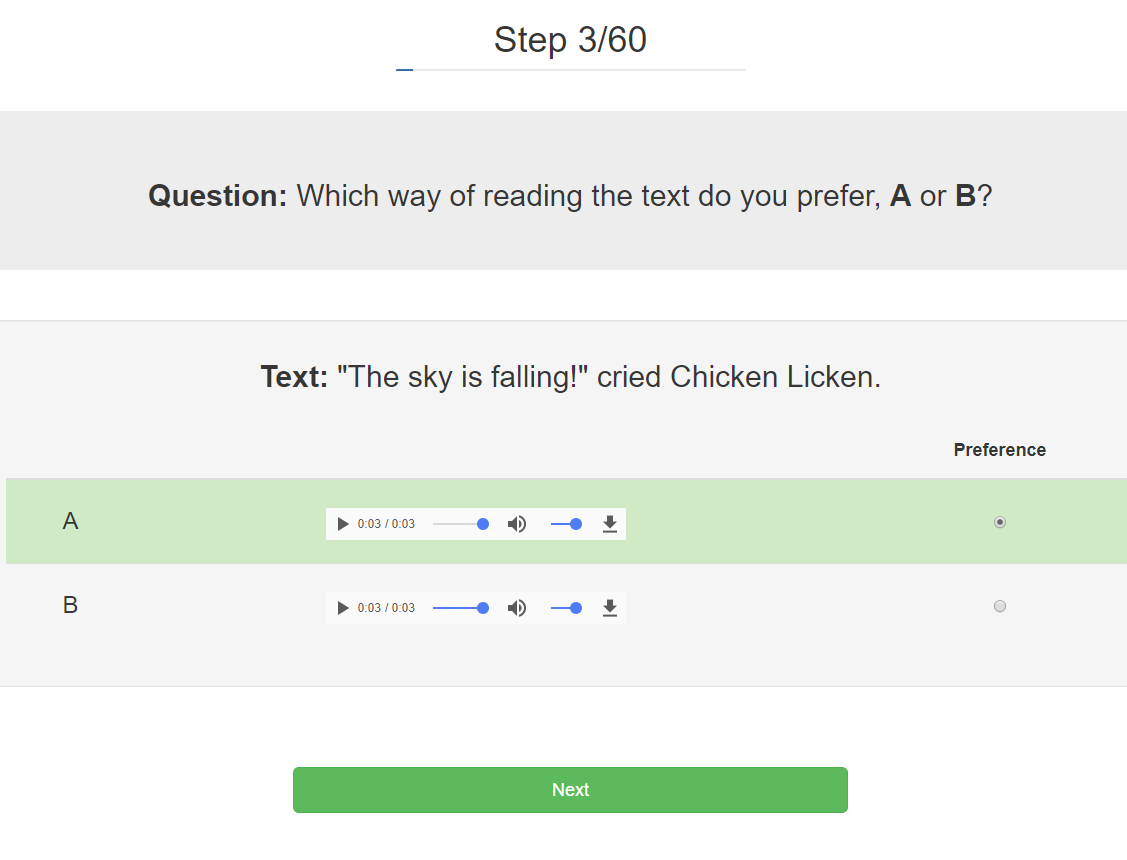 Step 3/60
Question: Which way of reading the text do you prefer, A or B?
Text: "The sky is falling!" cried Chicken Licken.
Preference
A
0:03 / 0:03
B
0:03 / 0:03
Next